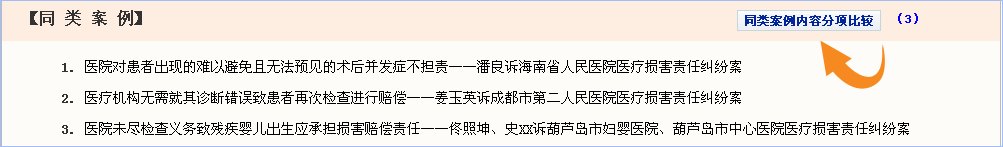 【同 类 案 例】
同类案例内容分项比较 (3)
1. 医院对患者出现的难以避免且无法预见的术后并发症不担责——潘良诉海南省人民医院医疗损害责任纠纷案
2. 医疗机构无需就其诊断错误致患者再次检查进行赔偿——姜玉英诉成都市第二人民医院医疗损害责任纠纷案
3. 医院未尽检查义务致残疾婴儿出生应承担损害赔偿责任——佟照坤、史XX诉葫芦岛市妇婴医院、葫芦岛市中心医院医疗损害责任纠纷案